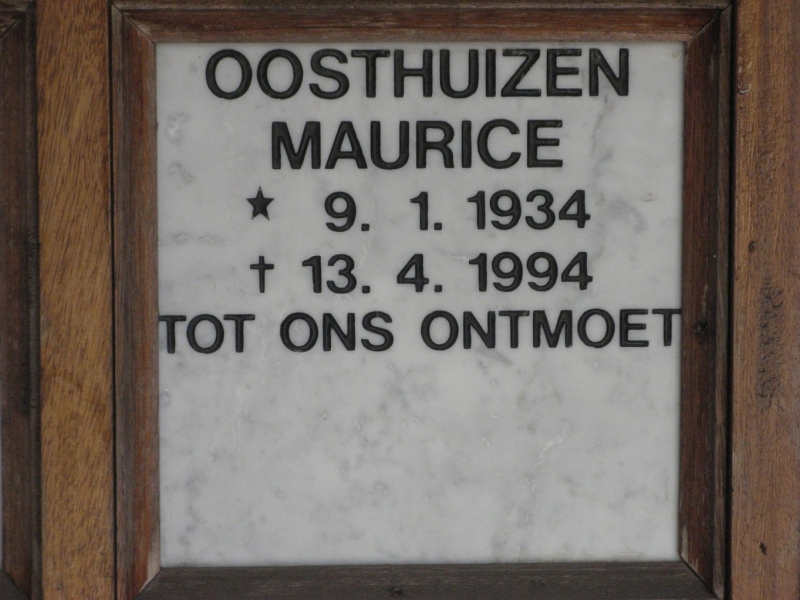 OOSTHUIZEN
MAURICE
★ 9. 1. 1934
† 13. 4. 1994
TOT ONS ONTMOET